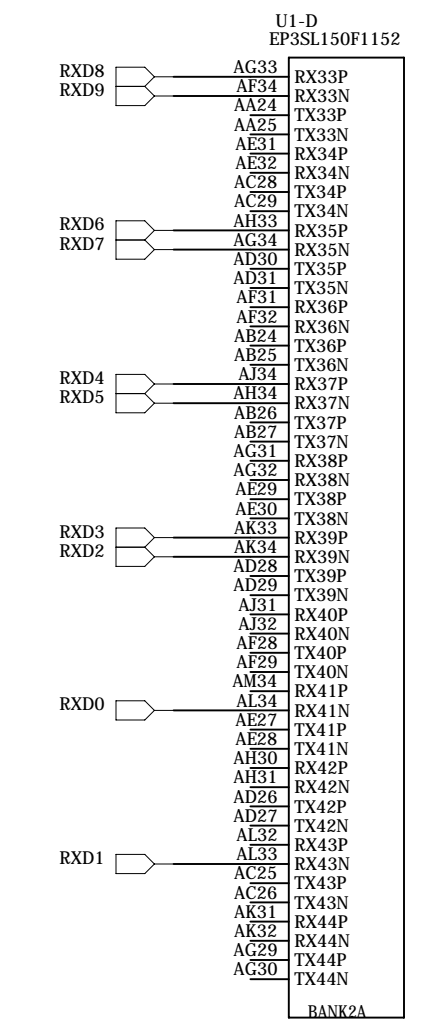 U1-D
EP3SL150F1152
RXD8 AG33 RX33P
RXD9 AF34 RX33N
AA24 TX33P
AA25 TX33N
AE31 RX34P
AE32 RX34N
AC28 TX34P
AC29 TX34N
RXD6 AH33 RX35P
RXD7 AG34 RX35N
AD30 TX35P
AD31 TX35N
AF31 RX36P
AF32 RX36N
AB24 TX36P
AB25 TX36N
RXD4 AJ34 RX37P
RXD5 AH34 RX37N
AB26 TX37P
AB27 TX37N
AG31 RX38P
AG32 RX38N
AE29 TX38P
AE30 TX38N
RXD3 AK33 RX39P
RXD2 AK34 RX39N
AD28 TX39P
AD29 TX39N
AJ31 RX40P
AJ32 RX40N
AF28 TX40P
AF29 TX40N
AM34 RX41P
RXD0 AL34 RX41N
AE27 TX41P
AE28 TX41N
AH30 RX42P
AH31 RX42N
AD26 TX42P
AD27 TX42N
AL32 RX43P
RXD1 AL33 RX43N
AC25 TX43P
AC26 TX43N
AK31 RX44P
AK32 RX44N
AG29 TX44P
AG30 TX44N
BANK2A